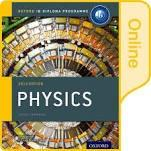 OXFORD IB DIPLOMA PROGRAMME
2014 EDITION
PHYSICS
OXFORD
Online